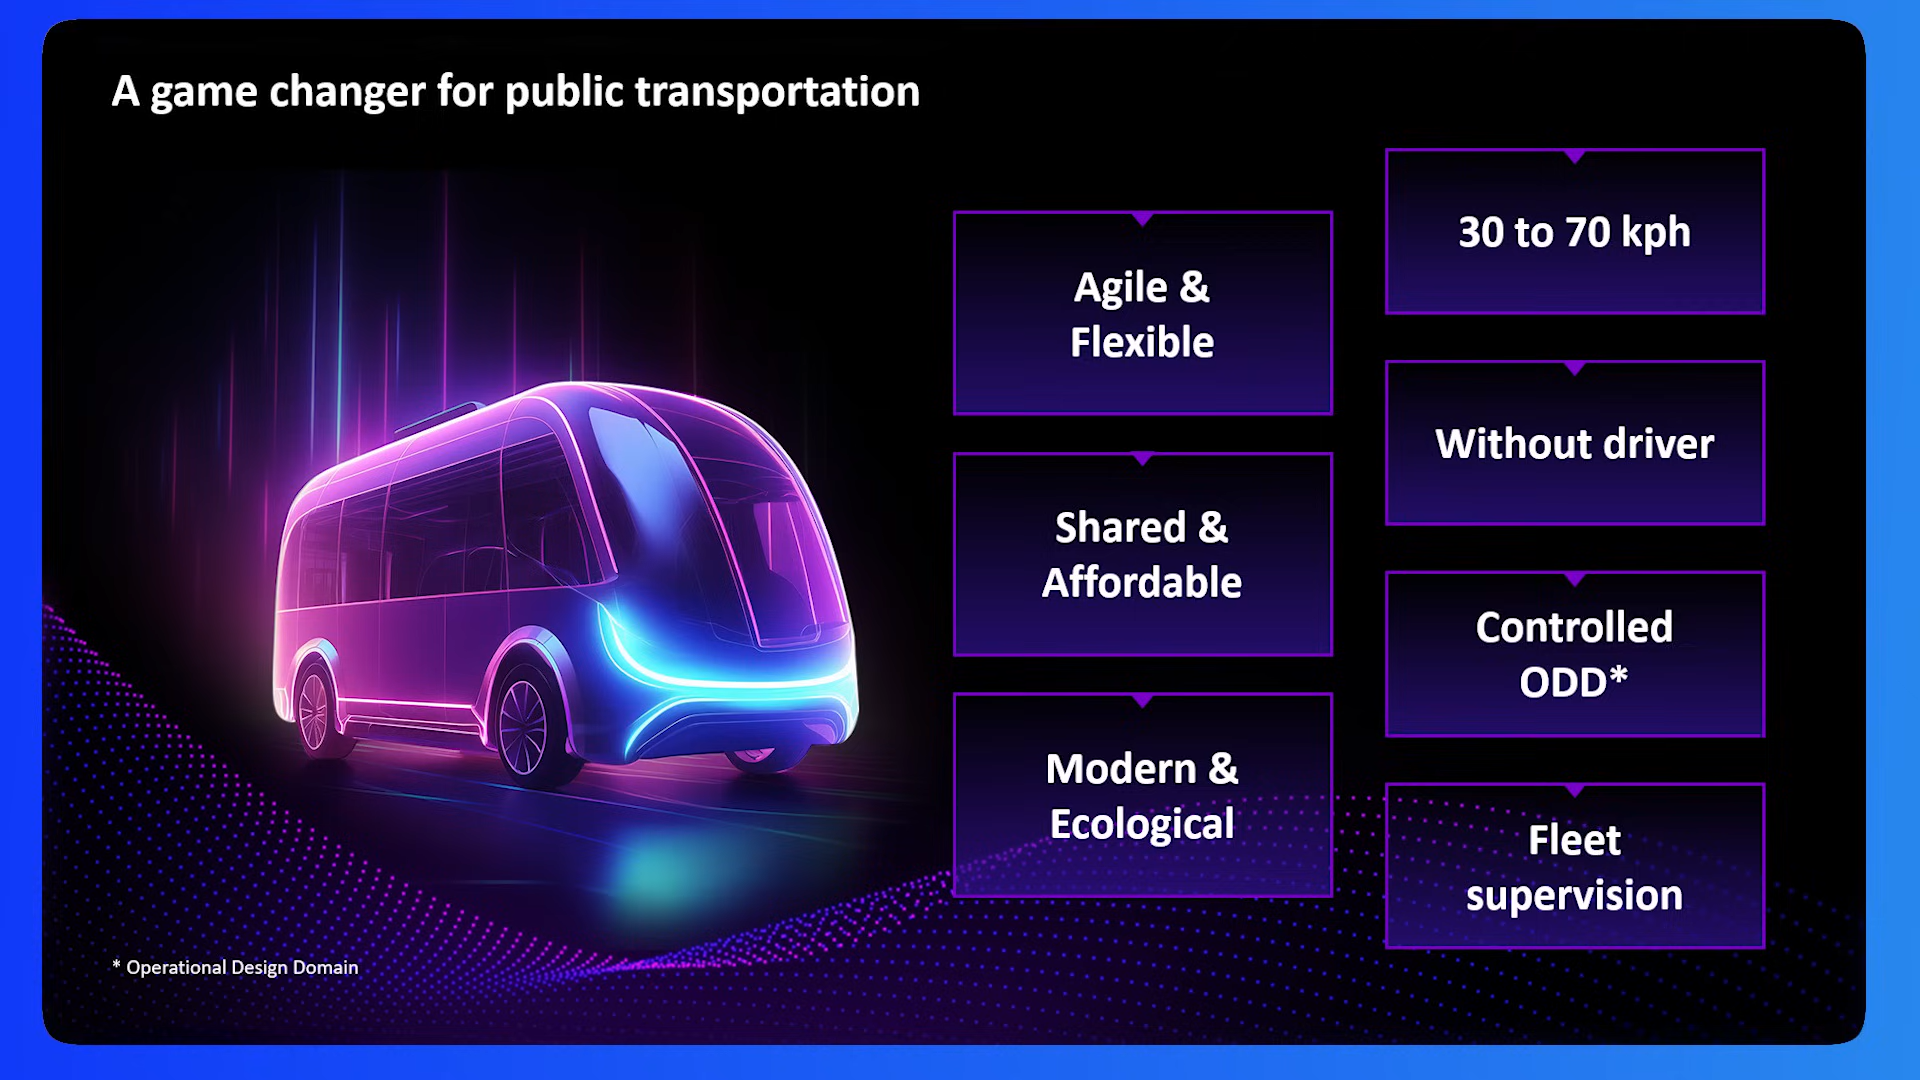 A game changer for public transportation
Agile &
Flexible
Shared &
Affordable
Modern &
Ecological
30 to 70 kph
Without driver
Controlled
ODD*
Fleet
supervision
* Operational Design Domain